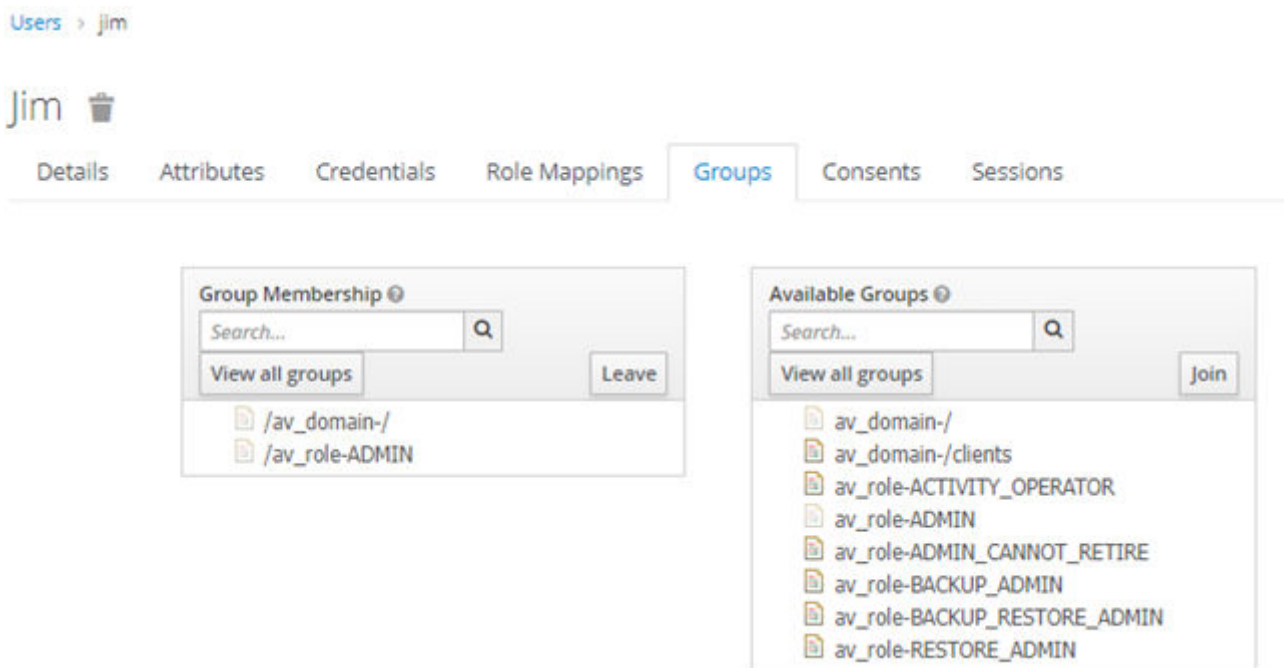 Users > jim
Jim
Details Attributes Credentials Role Mappings Groups Consents Sessions
Group Membership
Search...
View all groups Leave
/av_domain-/
/av_role-ADMIN
Available Groups
Search...
View all groups Join
av_domain-/
av_domain-/clients
av_role-ACTIVITY_OPERATOR
av_role-ADMIN
av_role-ADMIN_CANNOT_RETIRE
av_role-BACKUP_ADMIN
av_role-BACKUP_RESTORE_ADMIN
av_role-RESTORE_ADMIN